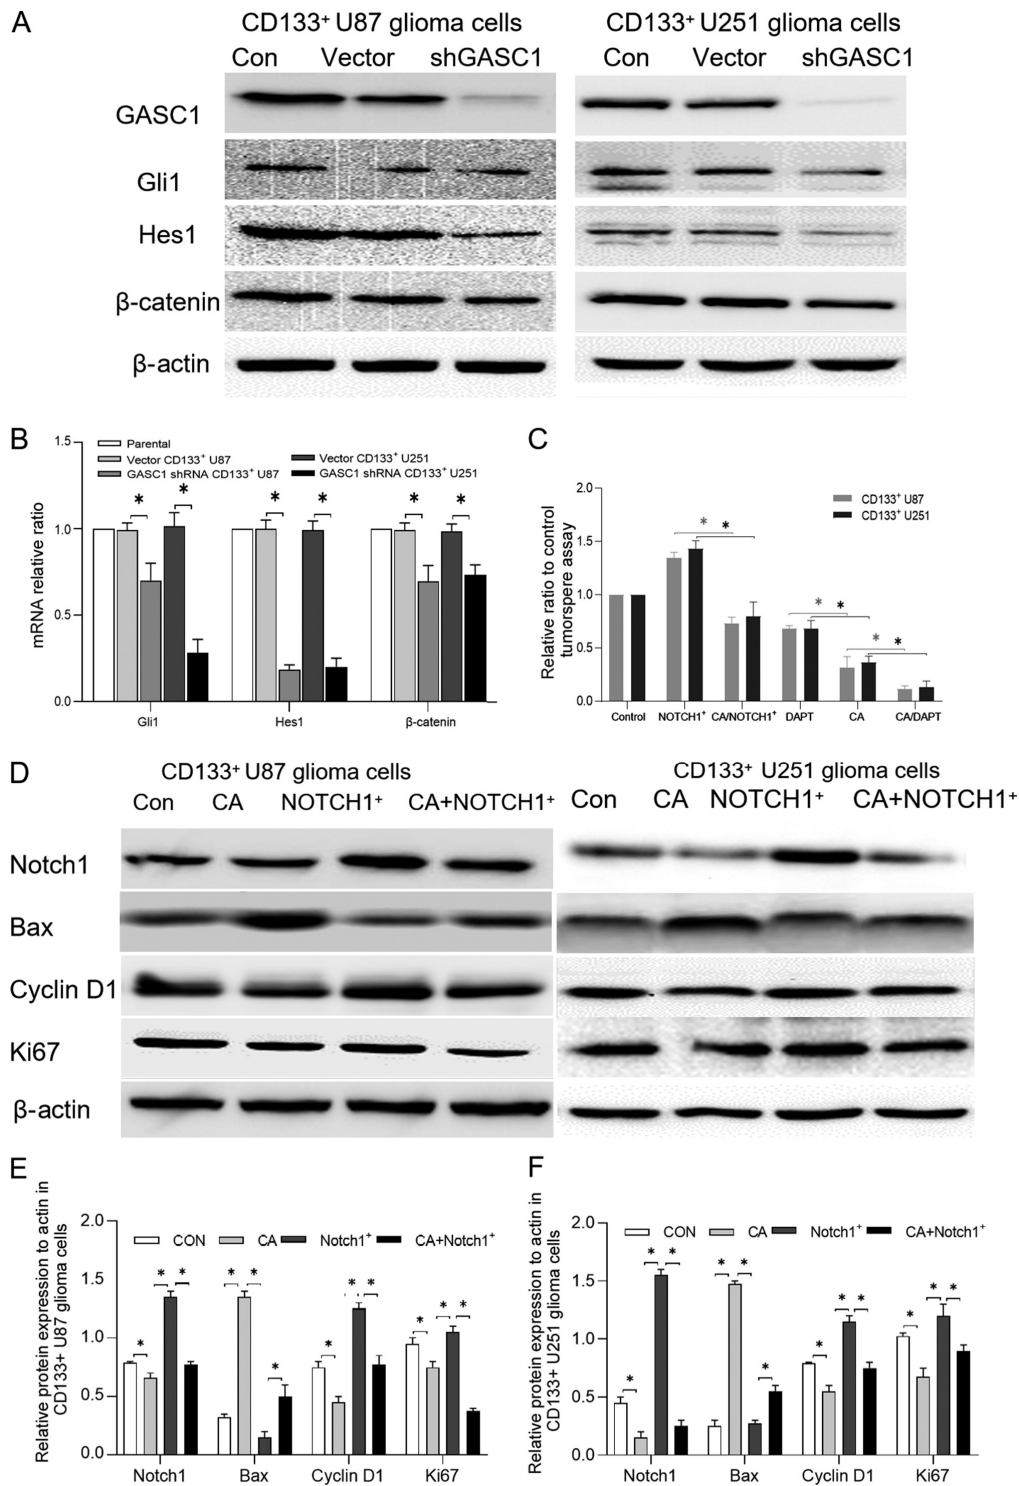 A
CD133+ U87 glioma cells
CD133+ U251 glioma cells
Con Vector shGASC1
Con Vector shGASC1
GASC1
Gli1
Hes1
β-catenin
β-actin
B
mRNA relative ratio
1.5
1.0
0.5
0.0
Parental
Vector CD133+ U87
GASC1 shRNA CD133+ U87
Vector CD133+ U251
GASC1 shRNA CD133+ U251
* * * * * *
Gli1 Hes1 β-catenin
C
Relative ratio to control
tumorspere assay
2.0
1.5
1.0
0.5
0.0
CD133+ U87
CD133+ U251
* * * * * *
Control NOTCH1+ CA/NOTCH1+ DAPT CA CA/DAPT
D
CD133+ U87 glioma cells
CD133+ U251 glioma cells
Con CA NOTCH1+ CA+NOTCH1+
Con CA NOTCH1+ CA+NOTCH1+
Notch1
Bax
Cyclin D1
Ki67
β-actin
E
Relative protein expression to actin in
CD133+ U87 glioma cells
2.0
1.5
1.0
0.5
0.0
CON CA Notch1+ CA+Notch1+
* * * * * * * * * * * *
Notch1 Bax Cyclin D1 Ki67
F
Relative protein expression to actin in
CD133+ U251 glioma cells
2.0
1.5
1.0
0.5
0.0
CON CA Notch1+ CA+Notch1+
* * * * * * * * * * * *
Notch1 Bax Cyclin D1 Ki67